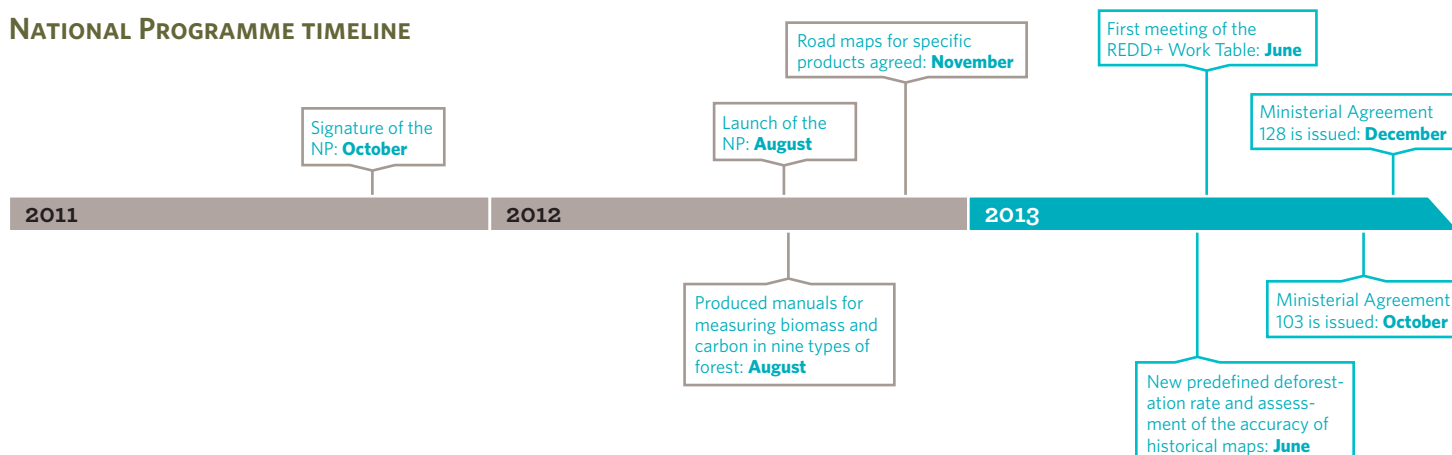 NATIONAL PROGRAMME TIMELINE
Signature of the
NP: October
Launch of the
NP: August
Road maps for specific
products agreed: November
First meeting of the
REDD+ Work Table: June
Ministerial Agreement
128 is issued: December
2011
2012
2013
Produced manuals for
measuring biomass and
carbon in nine types of
forest: August
New predefined deforest-
ation rate and assess-
ment of the accuracy of
historical maps: June
Ministerial Agreement
103 is issued: October